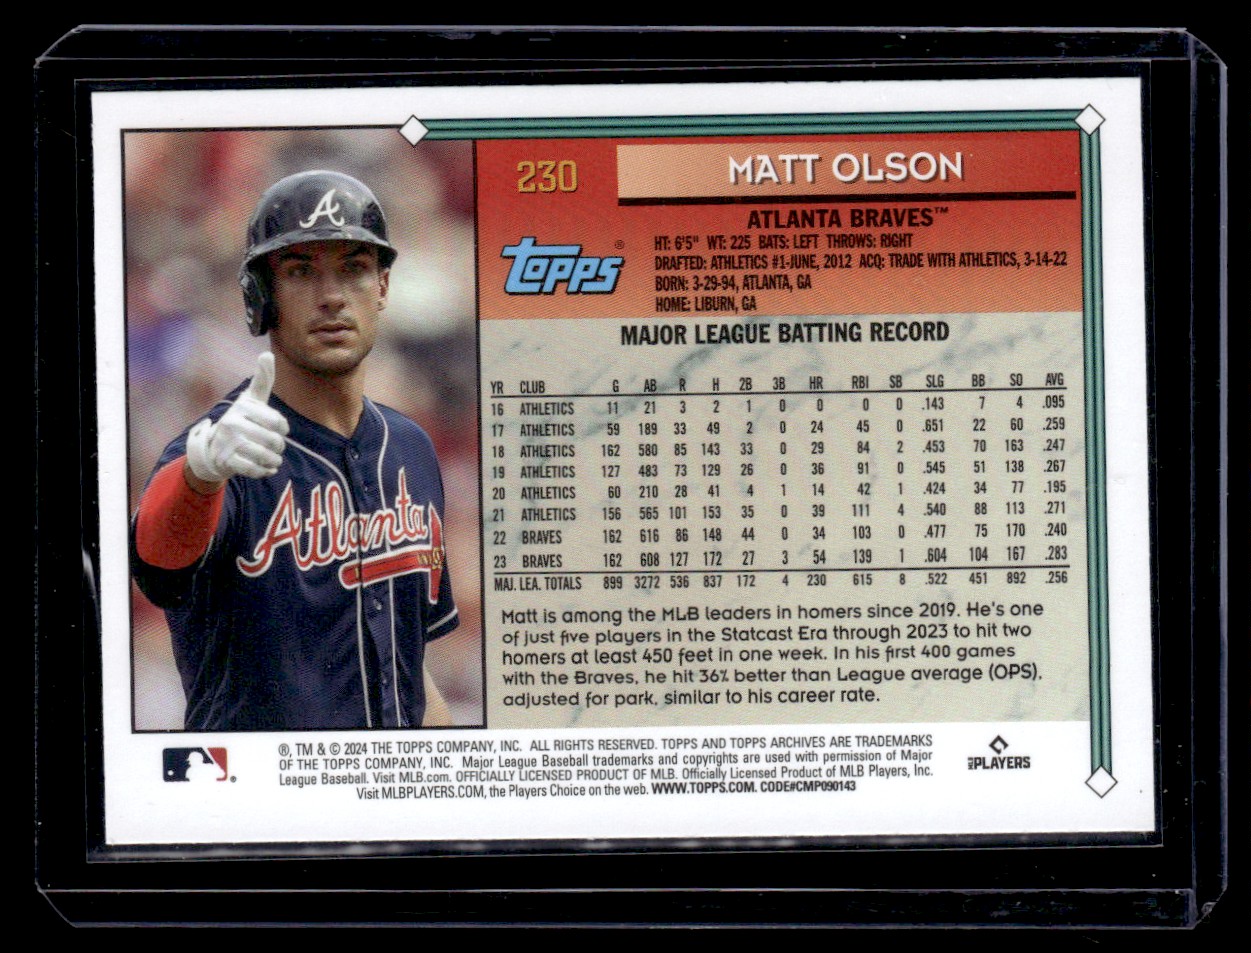 230
MATT OLSON
ATLANTA BRAVES™
topps®
HT: 6'5" WT: 225 BATS: LEFT THROWS: RIGHT
DRAFTED: ATHLETICS #1-JUNE, 2012 ACQ: TRADE WITH ATHLETICS, 3-14-22
BORN: 3-29-94, ATLANTA, GA
HOME: LIBURN, GA
MAJOR LEAGUE BATTING RECORD
YR CLUB G AB R H 2B 3B HR RBI SB SLG BB SO AVG
16 ATHLETICS 11 21 3 2 1 0 0 0 0 .143 7 4 .095
17 ATHLETICS 59 189 33 49 2 0 24 45 0 .651 22 60 .259
18 ATHLETICS 162 580 85 143 33 0 29 84 2 .453 70 163 .247
19 ATHLETICS 127 483 73 129 26 0 36 91 0 .545 51 138 .267
20 ATHLETICS 60 210 28 41 4 1 14 42 1 .424 34 77 .195
21 ATHLETICS 156 565 101 153 35 0 39 111 4 .540 88 113 .271
22 BRAVES 162 616 86 148 44 0 34 103 0 .477 75 170 .240
23 BRAVES 162 608 127 172 27 3 54 139 1 .604 104 167 .283
MAJ. LEA. TOTALS 899 3272 536 837 172 4 230 615 8 .522 451 892 .256
Matt is among the MLB leaders in homers since 2019. He's one
of just five players in the Statcast Era through 2023 to hit two
homers at least 450 feet in one week. In his first 400 games
with the Braves, he hit 36% better than League average (OPS),
adjusted for park, similar to his career rate.
A
Atlanta
®, TM & © 2024 THE TOPPS COMPANY, INC. ALL RIGHTS RESERVED. TOPPS AND TOPPS ARCHIVES ARE TRADEMARKS
OF THE TOPPS COMPANY, INC. Major League Baseball trademarks and copyrights are used with permission of Major
League Baseball. Visit MLB.com. OFFICIALLY LICENSED PRODUCT OF MLB. Officially Licensed Product of MLB Players, Inc.
Visit MLBPLAYERS.COM, the Players Choice on the web. WWW.TOPPS.COM. CODE#CMP090143
MLB PLAYERS